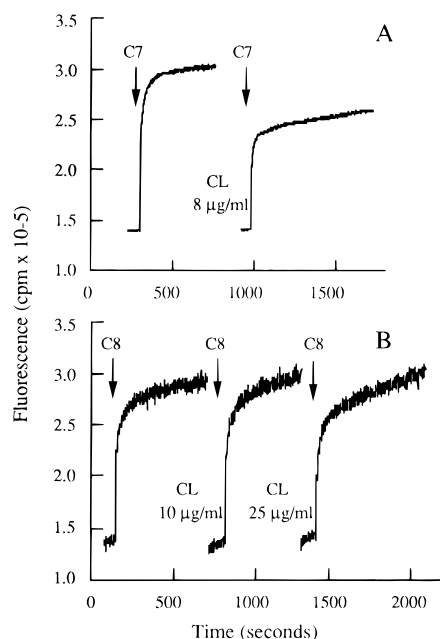 A
3.5
C7
C7
3.0
2.5
CL
8 µg/ml
2.0
1.5
1.0
0
500
1000
1500
Fluorescence (cpm x 10-5)
B
3.5
C8
C8
C8
3.0
2.5
2.0
CL
10 µg/ml
CL
25 µg/ml
1.5
1.0
0
500
1000
1500
2000
Time (seconds)